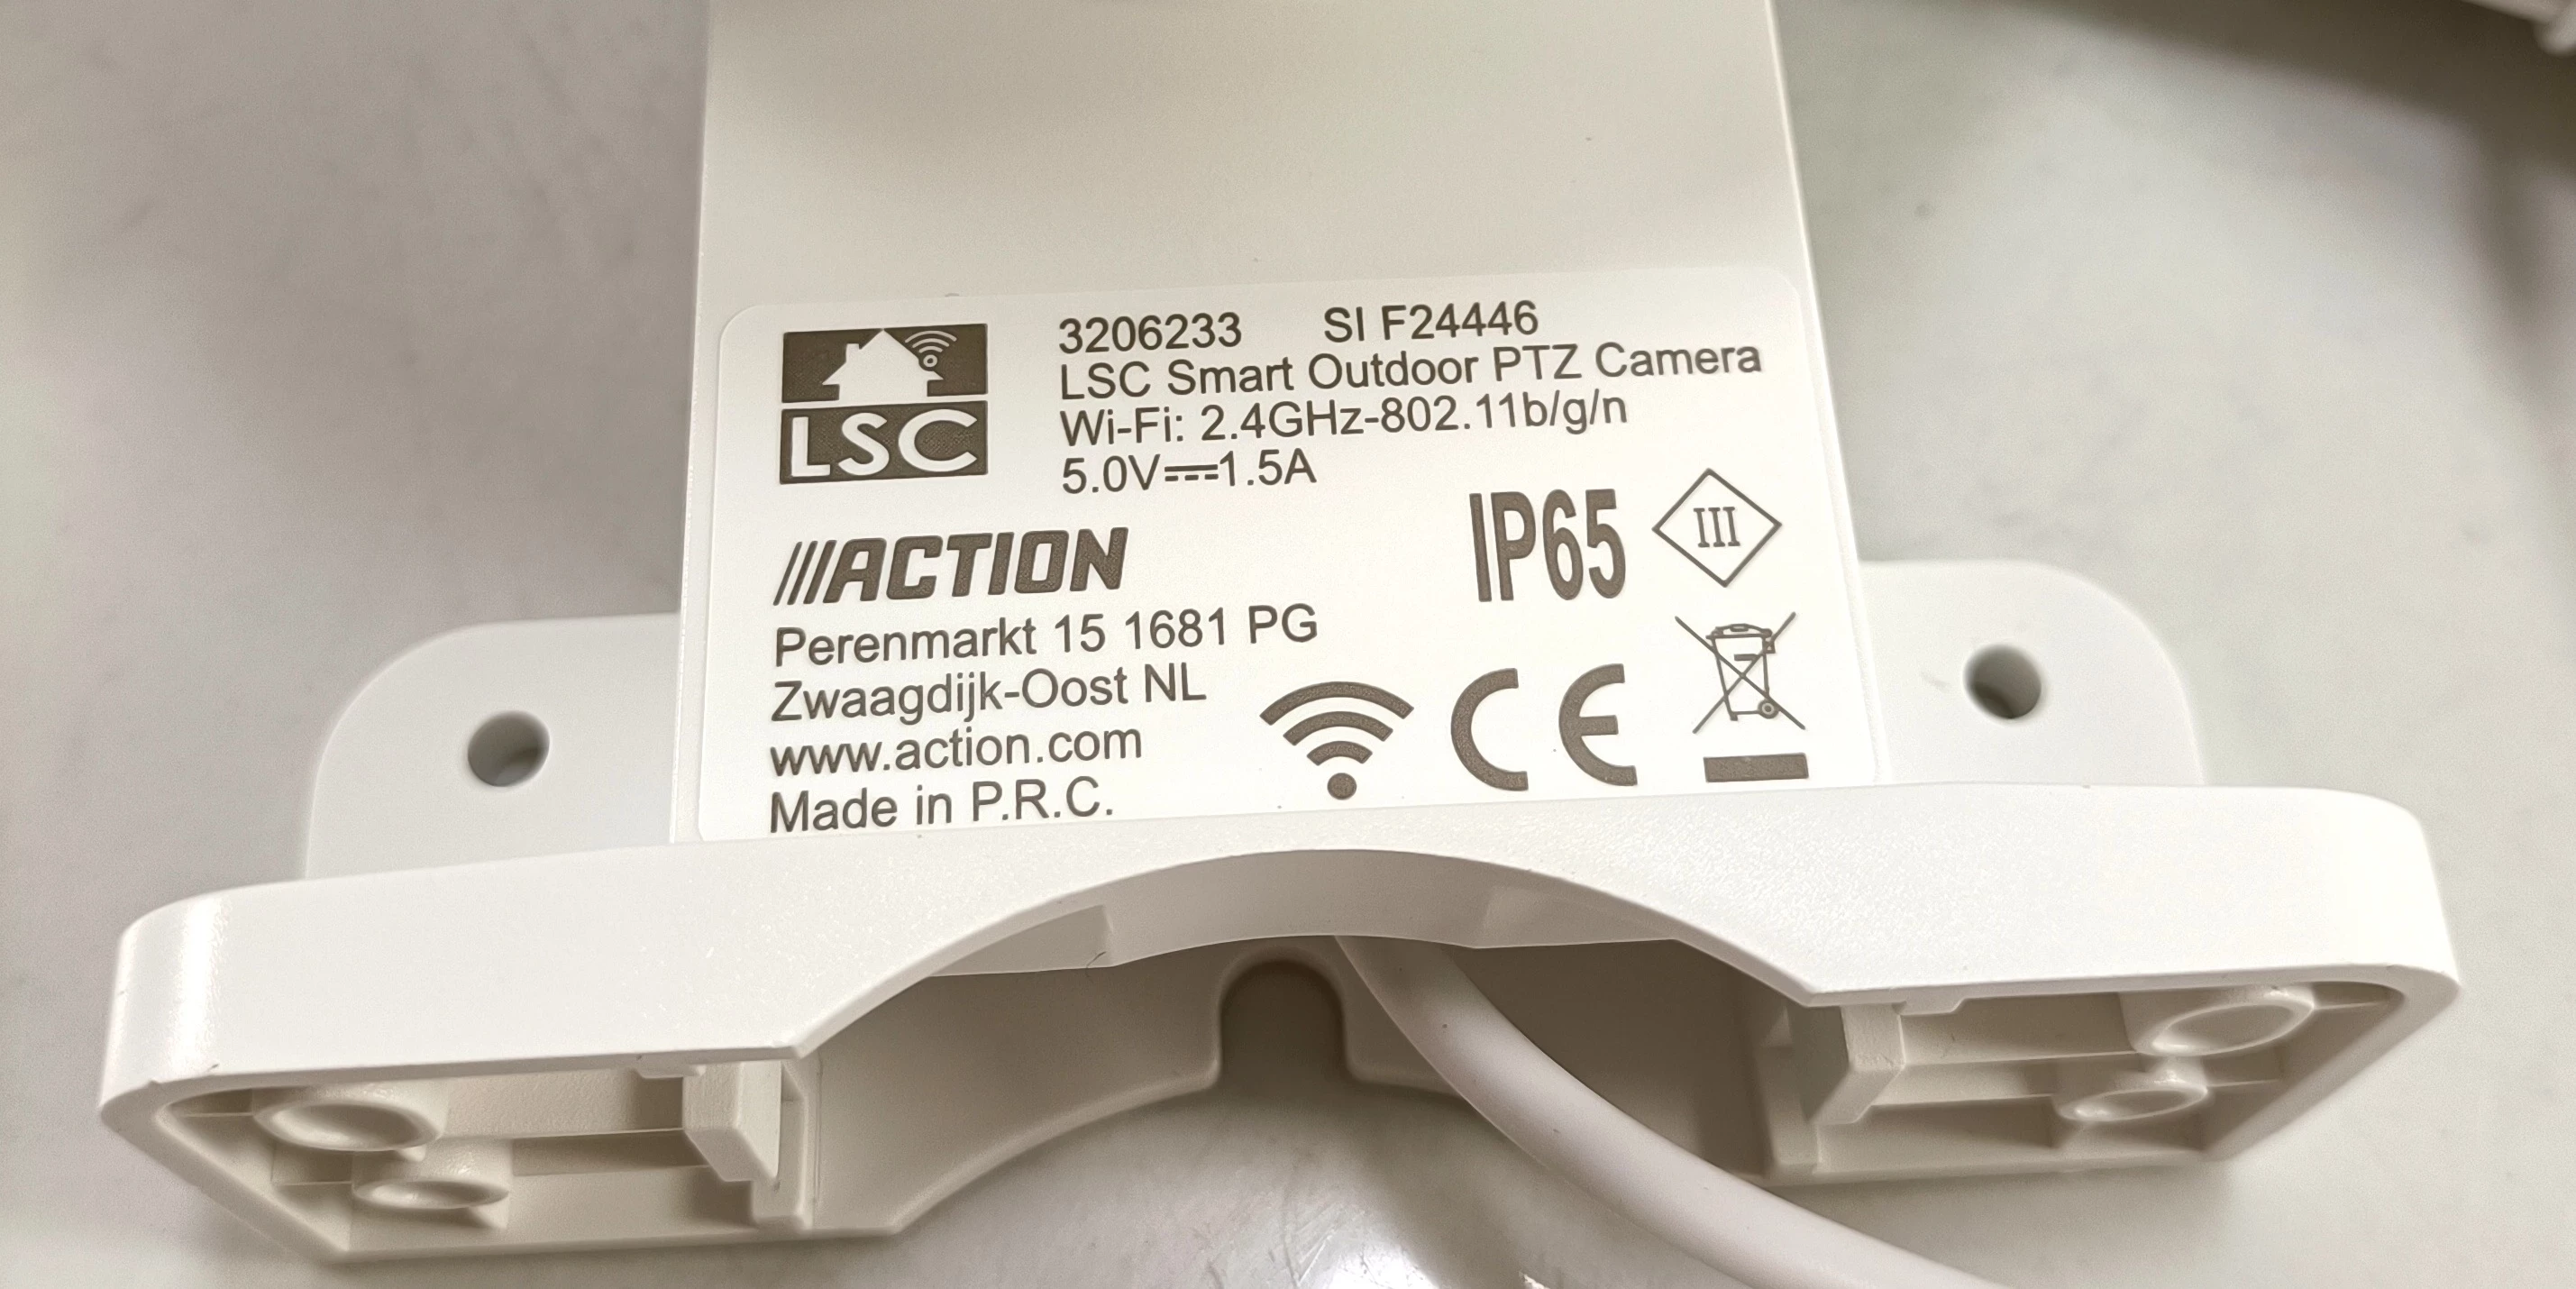 3206233 SI F24446
LSC Smart Outdoor PTZ Camera
Wi-Fi: 2.4GHz-802.11b/g/n
5.0V⎓1.5A
LSC
IP65
III
///ACTION
Perenmarkt 15 1681 PG
Zwaagdijk-Oost NL
www.action.com
Made in P.R.C.
CE